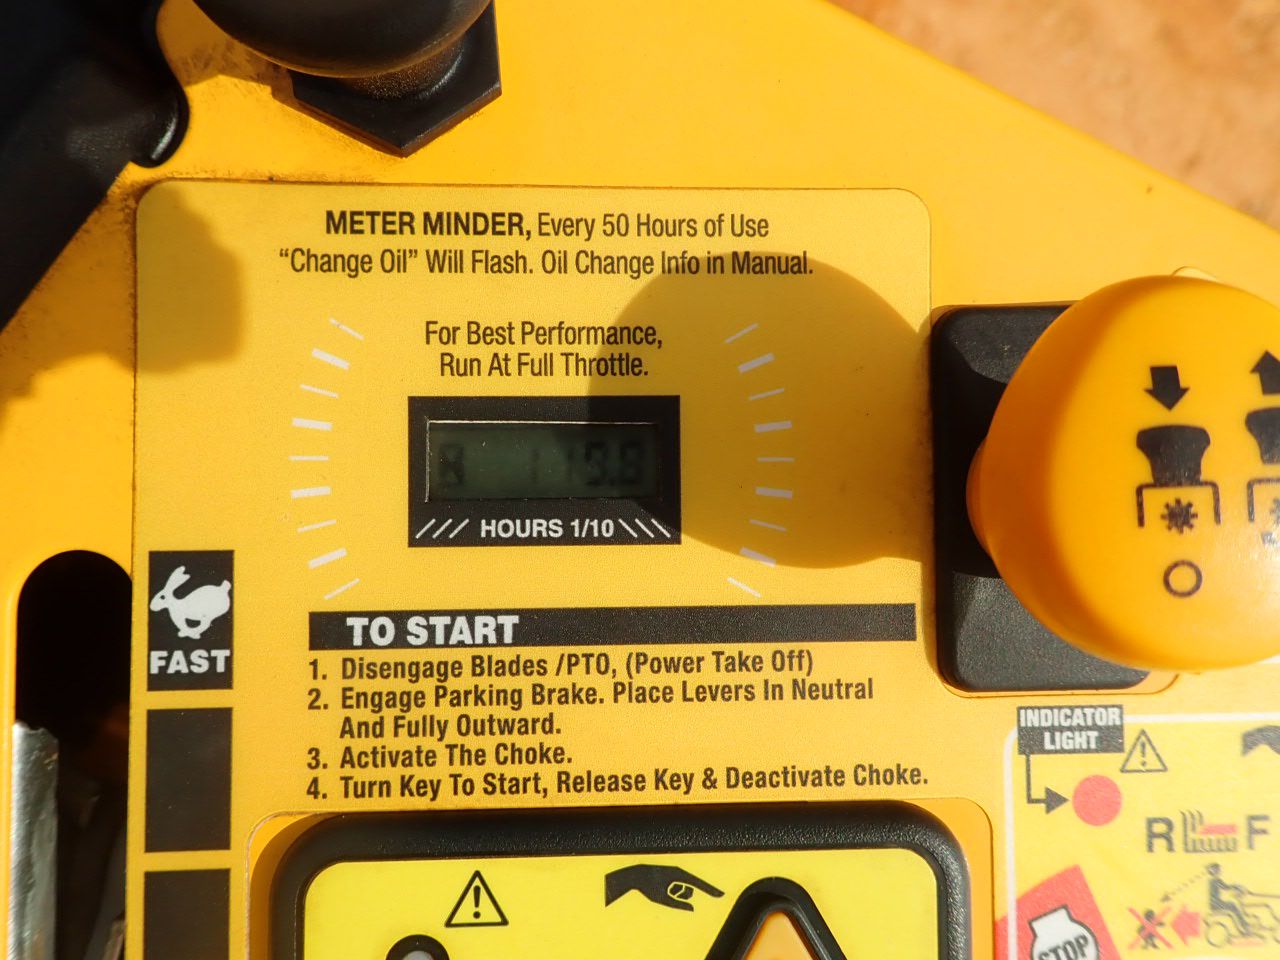 METER MINDER, Every 50 Hours of Use
“Change Oil” Will Flash. Oil Change Info in Manual.
For Best Performance,
Run At Full Throttle.
HOURS 1/10
FAST
TO START
1. Disengage Blades /PTO, (Power Take Off)
2. Engage Parking Brake. Place Levers In Neutral
And Fully Outward.
3. Activate The Choke.
4. Turn Key To Start, Release Key & Deactivate Choke.
INDICATOR
LIGHT
R F
STOP